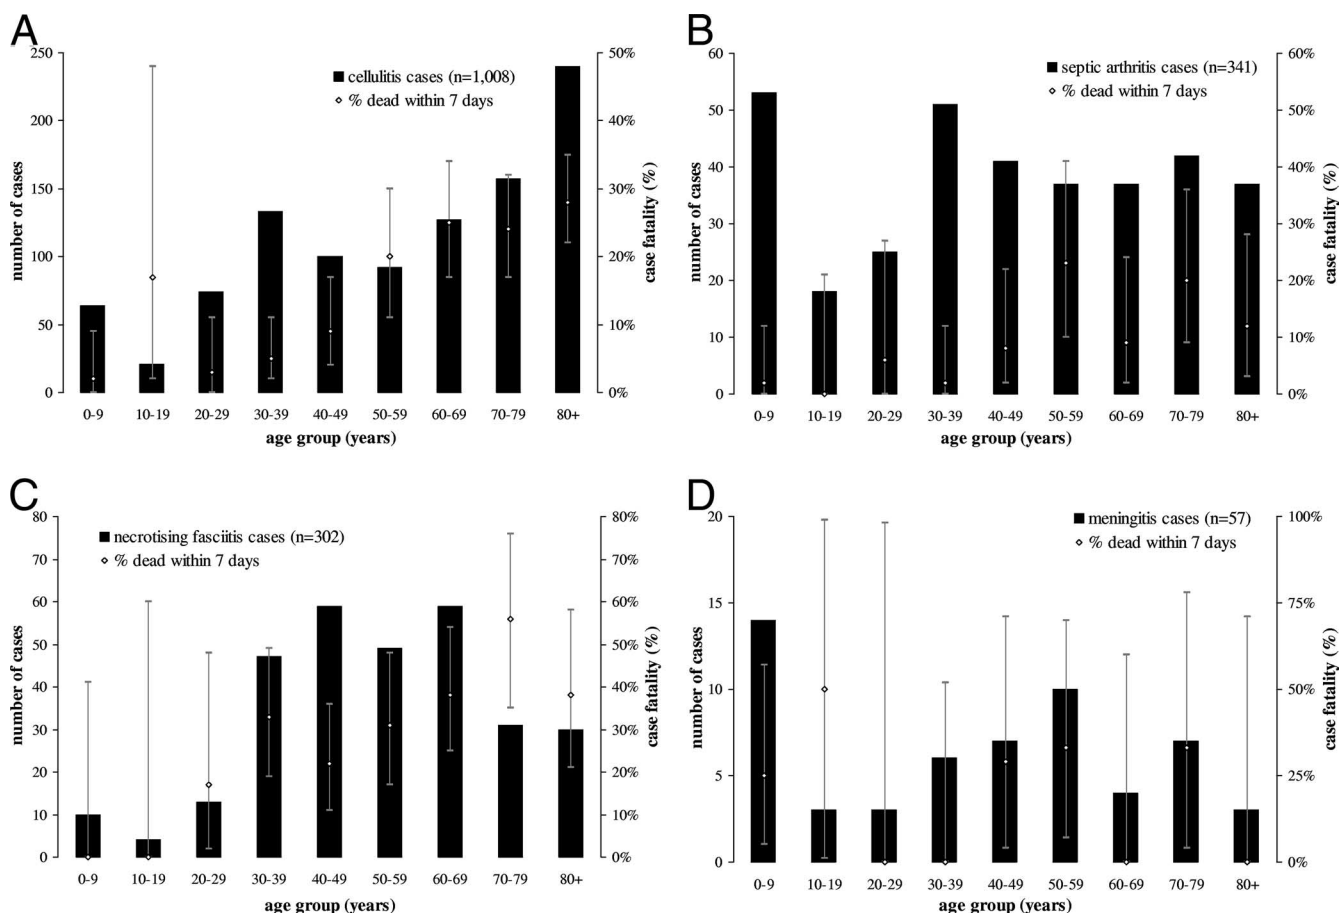 A
250
200
150
100
50
0
number of cases
50%
40%
30%
20%
10%
0%
case fatality (%)
cellulitis cases (n=1,008)
% dead within 7 days
0-9 10-19 20-29 30-39 40-49 50-59 60-69 70-79 80+
age group (years)
B
60
50
40
30
20
10
0
number of cases
60%
50%
40%
30%
20%
10%
0%
case fatality (%)
septic arthritis cases (n=341)
% dead within 7 days
0-9 10-19 20-29 30-39 40-49 50-59 60-69 70-79 80+
age group (years)
C
80
70
60
50
40
30
20
10
0
number of cases
80%
70%
60%
50%
40%
30%
20%
10%
0%
case fatality (%)
necrotising fasciitis cases (n=302)
% dead within 7 days
0-9 10-19 20-29 30-39 40-49 50-59 60-69 70-79 80+
age group (years)
D
20
15
10
5
0
number of cases
100%
75%
50%
25%
0%
case fatality (%)
meningitis cases (n=57)
% dead within 7 days
0-9 10-19 20-29 30-39 40-49 50-59 60-69 70-79 80+
age group (years)